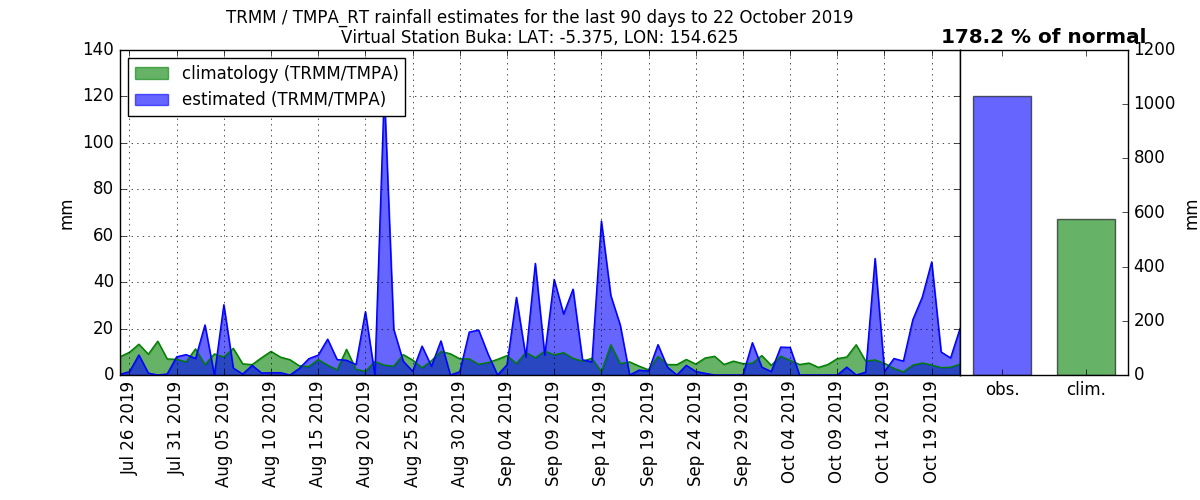 TRMM / TMPA_RT rainfall estimates for the last 90 days to 22 October 2019
Virtual Station Buka: LAT: -5.375, LON: 154.625
178.2 % of normal
climatology (TRMM/TMPA)
estimated (TRMM/TMPA)
mm
140
120
100
80
60
40
20
0
Jul 26 2019
Jul 31 2019
Aug 05 2019
Aug 10 2019
Aug 15 2019
Aug 20 2019
Aug 25 2019
Aug 30 2019
Sep 04 2019
Sep 09 2019
Sep 14 2019
Sep 19 2019
Sep 24 2019
Sep 29 2019
Oct 04 2019
Oct 09 2019
Oct 14 2019
Oct 19 2019
obs.
clim.
1200
1000
800
600
400
200
0
mm